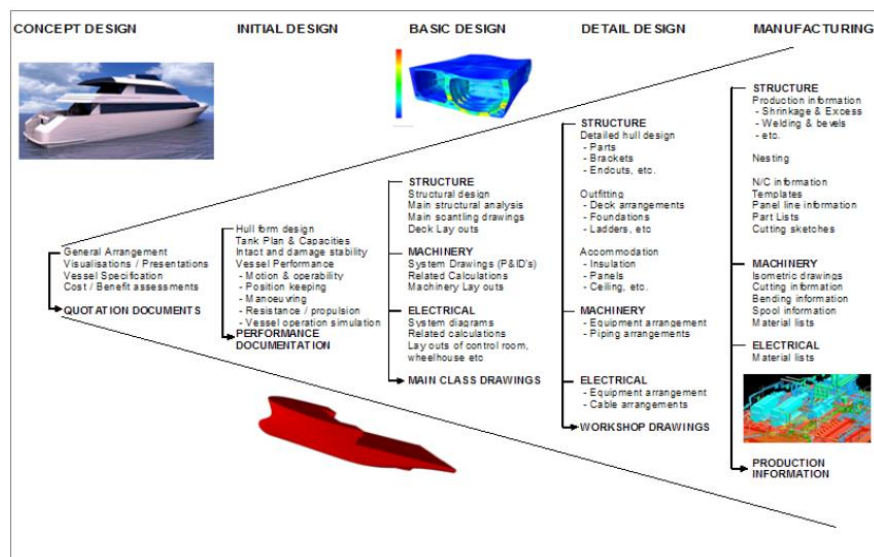 CONCEPT DESIGN
INITIAL DESIGN
BASIC DESIGN
DETAIL DESIGN
MANUFACTURING
General Arrangement
Visualisations / Presentations
Vessel Specification
Cost / Benefit assessments
QUOTATION DOCUMENTS
Hull form design
Tank Plan & Capacities
Intact and damage stability
Vessel Performance
- Motion & operability
- Position keeping
- Manoeuvring
- Resistance / propulsion
- Vessel operation simulation
PERFORMANCE
DOCUMENTATION
STRUCTURE
Structural design
Main structural analysis
Main scantling drawings
Deck Lay outs
MACHINERY
System Drawings (P&ID's)
Related Calculations
Machinery Lay outs
ELECTRICAL
System diagrams
Related calculations
Lay outs of control room,
wheelhouse etc
MAIN CLASS DRAWINGS
STRUCTURE
Detailed hull design
- Parts
- Brackets
- Endcuts, etc.
Outfitting
- Deck arrangements
- Foundations
- Ladders, etc
Accommodation
- Insulation
- Panels
- Ceiling, etc.
MACHINERY
- Equipment arrangement
- Piping arrangements
ELECTRICAL
- Equipment arrangement
- Cable arrangements
WORKSHOP DRAWINGS
STRUCTURE
Production information
- Shrinkage & Excess
- Welding & bevels
- etc.
Nesting
N/C information
Templates
Panel line information
Part Lists
Cutting sketches
MACHINERY
Isometric drawings
Cutting information
Bending information
Spool information
Material lists
ELECTRICAL
Material lists
PRODUCTION
INFORMATION